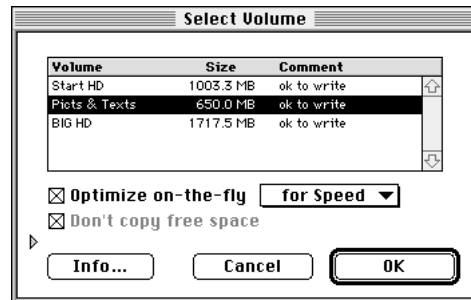 Select Volume
Volume Size Comment
Start HD 1003.3 MB ok to write
Picts & Texts 650.0 MB ok to write
BIG HD 1717.5 MB ok to write
Optimize on-the-fly for Speed
Don't copy free space
Info... Cancel OK